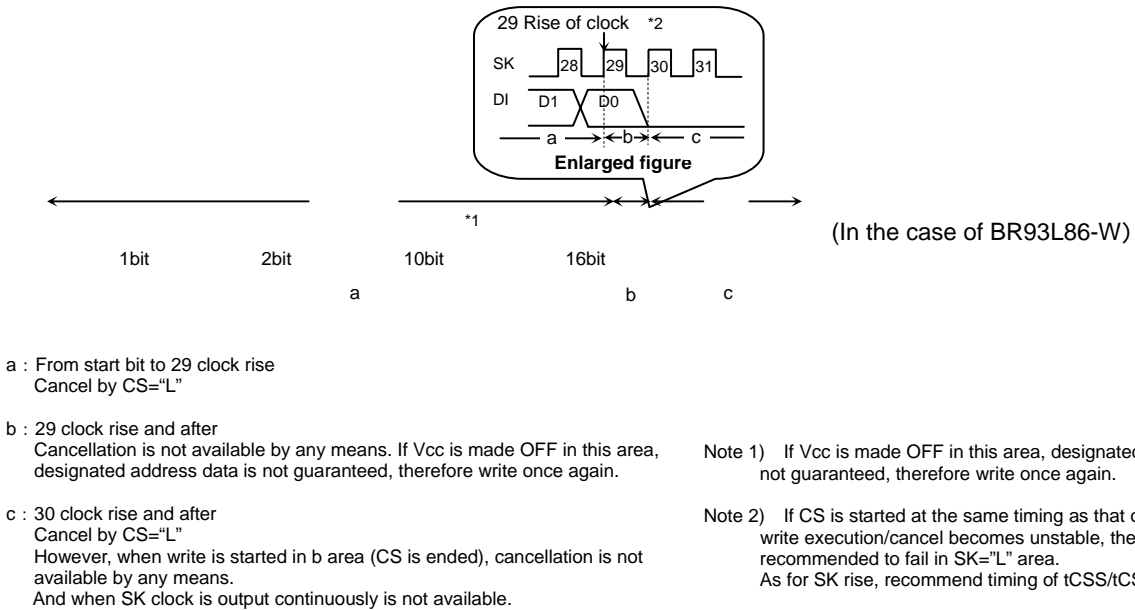 29 Rise of clock *2
SK 28 29 30 31
DI D1 D0
a b c
Enlarged figure
*1
(In the case of BR93L86-W)
1bit 2bit 10bit 16bit
a b c
a : From start bit to 29 clock rise
Cancel by CS="L"
b : 29 clock rise and after
Cancellation is not available by any means. If Vcc is made OFF in this area,
designated address data is not guaranteed, therefore write once again.
c : 30 clock rise and after
Cancel by CS="L"
However, when write is started in b area (CS is ended), cancellation is not
available by any means.
And when SK clock is output continuously is not available.
Note 1) If Vcc is made OFF in this area, designated
not guaranteed, therefore write once again.
Note 2) If CS is started at the same timing as that
write execution/cancel becomes unstable,
recommended to fail in SK="L" area.
As for SK rise, recommend timing of